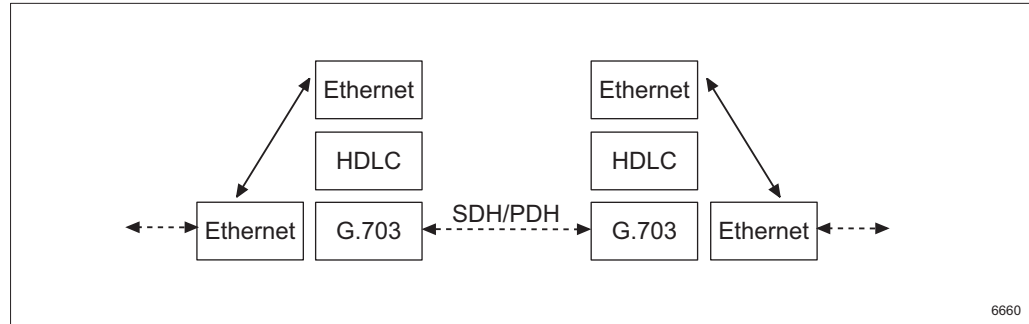 Ethernet Ethernet
HDLC HDLC
SDH/PDH
Ethernet G.703 G.703 Ethernet
6660